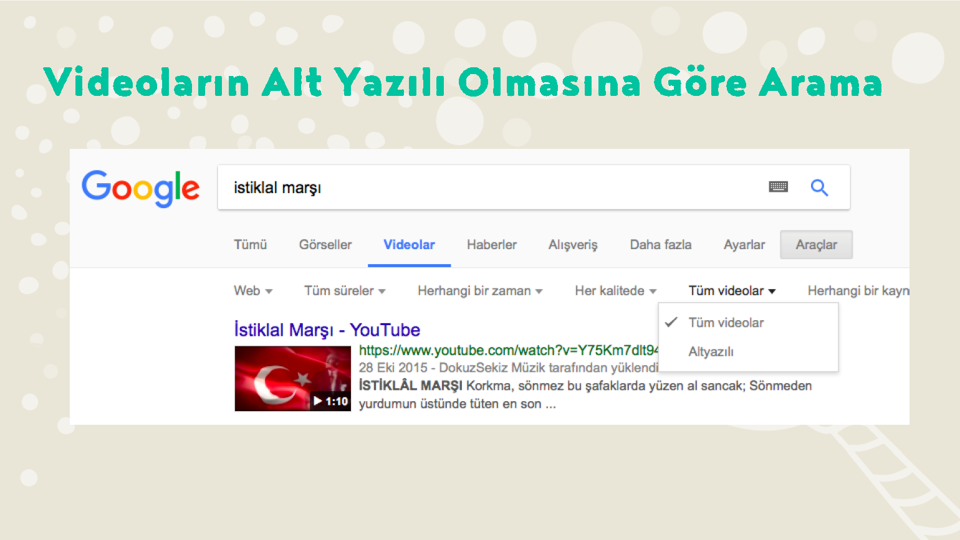 Videoların Alt Yazılı Olmasına Göre Arama
Google
istiklal marşı
Tümü Görseller Videolar Haberler Alışveriş Daha fazla Ayarlar Araçlar
Web Tüm süreler Herhangi bir zaman Her kalitede Tüm videolar Herhangi bir kayn
Tüm videolar
Altyazılı
İstiklal Marşı - YouTube
https://www.youtube.com/watch?v=Y75Km7dlt94
28 Eki 2015 - DokuzSekiz Müzik tarafından yüklendi
İSTİKLÂL MARŞI Korkma, sönmez bu şafaklarda yüzen al sancak; Sönmeden
yurdumun üstünde tüten en son ...
1:10